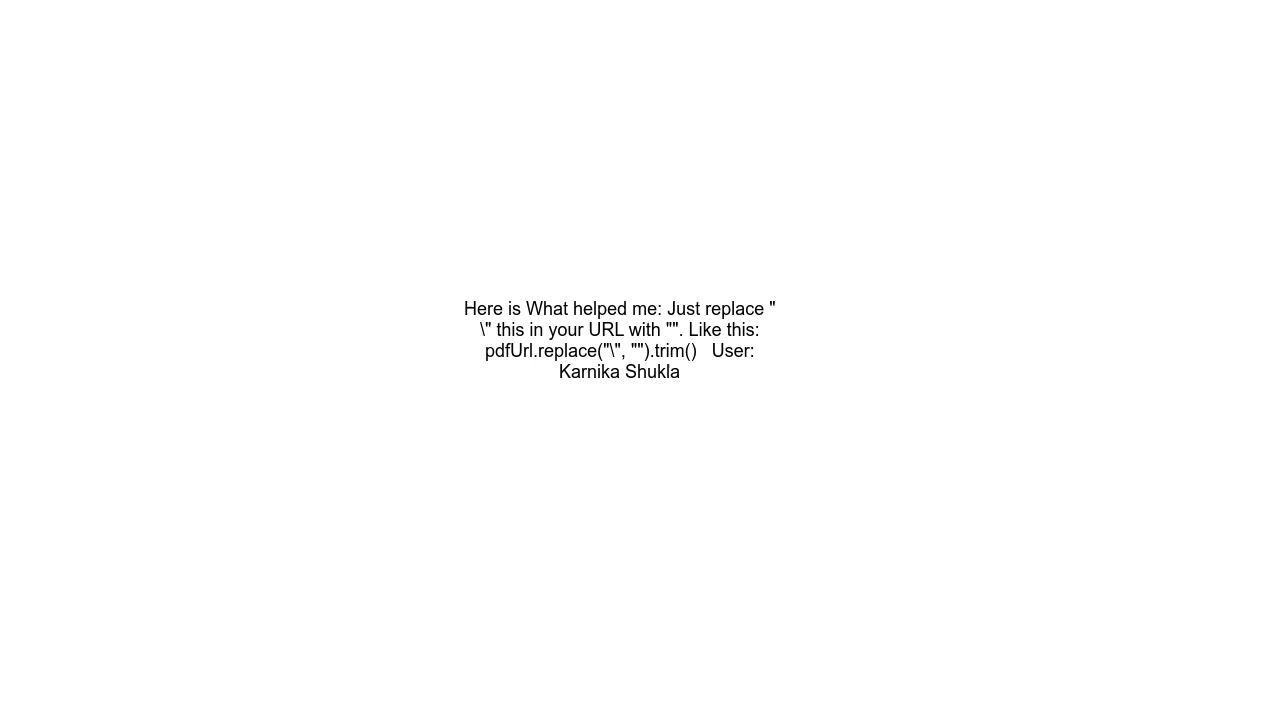 Here is What helped me: Just replace "
\" this in your URL with "". Like this:
pdfUrl.replace("\", "").trim()   User:
Karnika Shukla